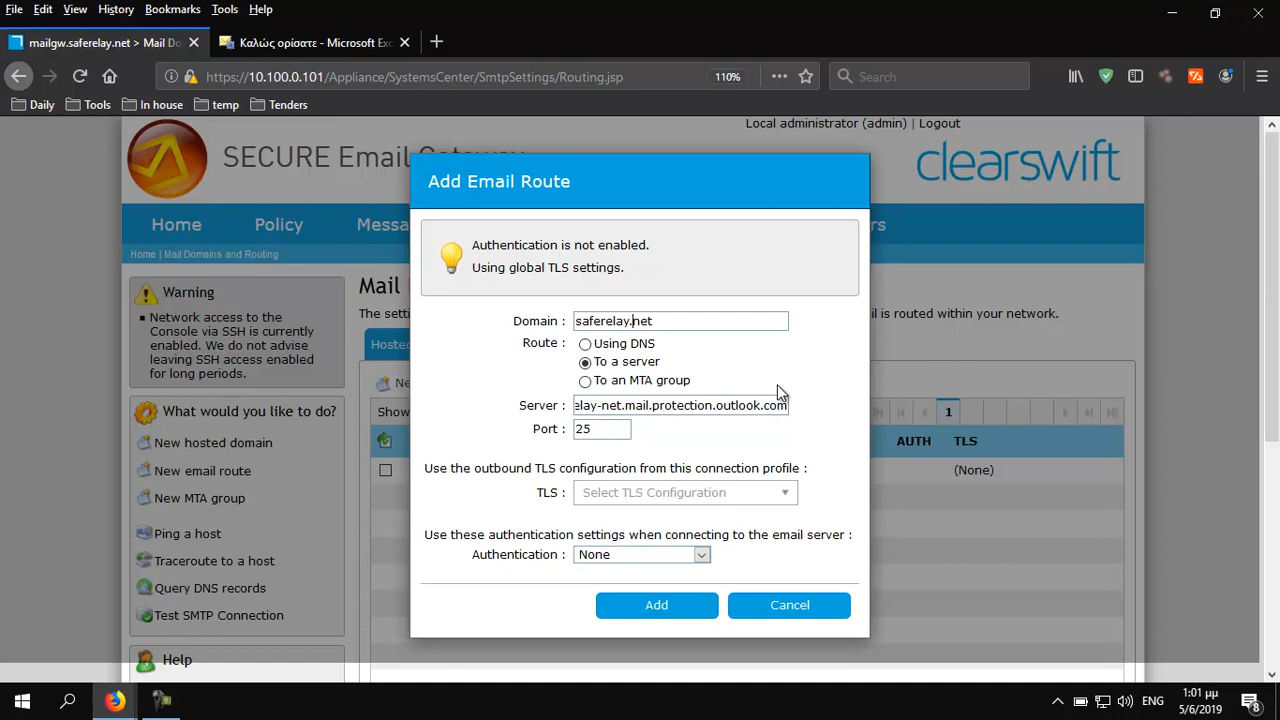 File Edit View History Bookmarks Tools Help
mailgw.saferelay.net > Mail Do
Καλώς ορίσατε - Microsoft Exc
https://10.100.0.101/Appliance/SystemsCenter/SmtpSettings/Routing.jsp 110% Search
Daily Tools In house temp Tenders
Local administrator (admin) | Logout
SECURE Email Gateway
clearswift
Add Email Route
Home Policy Messa rs
Home | Mail Domains and Routing
Authentication is not enabled.
Using global TLS settings.
Warning
Network access to the
Console via SSH is currently
enabled. We do not advise
leaving SSH access enabled
for long periods.
Mail
The setti is routed within your network.
Hosted
Domain : saferelay.net
Route : Using DNS
To a server
To an MTA group
Server : elay-net.mail.protection.outlook.com
Port : 25
Ne
Show
1
AUTH TLS
(None)
What would you like to do?
New hosted domain
New email route
New MTA group
Ping a host
Traceroute to a host
Query DNS records
Test SMTP Connection
Help
Use the outbound TLS configuration from this connection profile :
TLS : Select TLS Configuration
Use these authentication settings when connecting to the email server :
Authentication : None
Add Cancel
ENG
1:01 μμ
5/6/2019
8